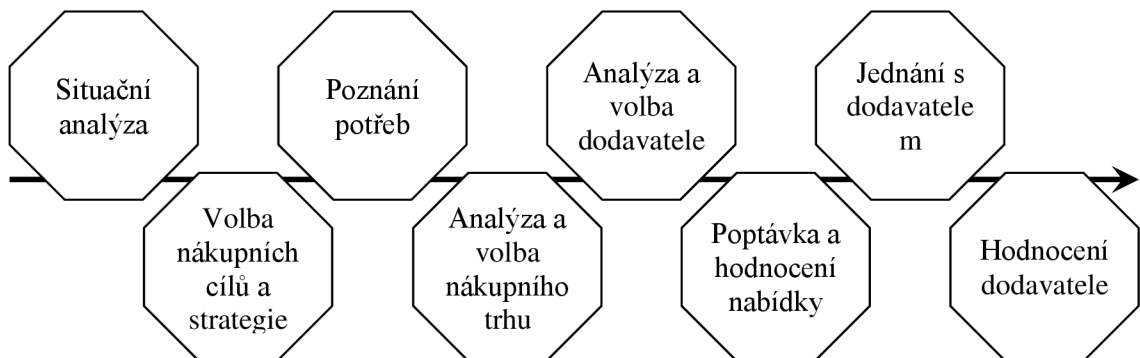 Situační
analýza
Volba
nákupních
cílů a
strategie
Poznání
potřeb
Analýza a
volba
nákupního
trhu
Analýza a
volba
dodavatele
Poptávka a
hodnocení
nabídky
Jednání s
dodavatele
m
Hodnocení
dodavatele